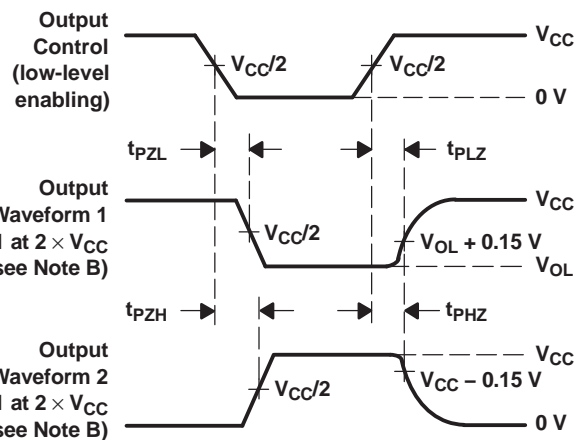 Output
Control
(low-level
enabling)
VCC/2
VCC/2
VCC
0 V
tPZL
tPLZ
Output
Waveform 1
1 at 2 × VCC
see Note B)
VCC/2
VCC
VOL + 0.15 V
VOL
tPZH
tPHZ
Output
Waveform 2
1 at 2 × VCC
see Note B)
VCC/2
VCC
VCC − 0.15 V
0 V